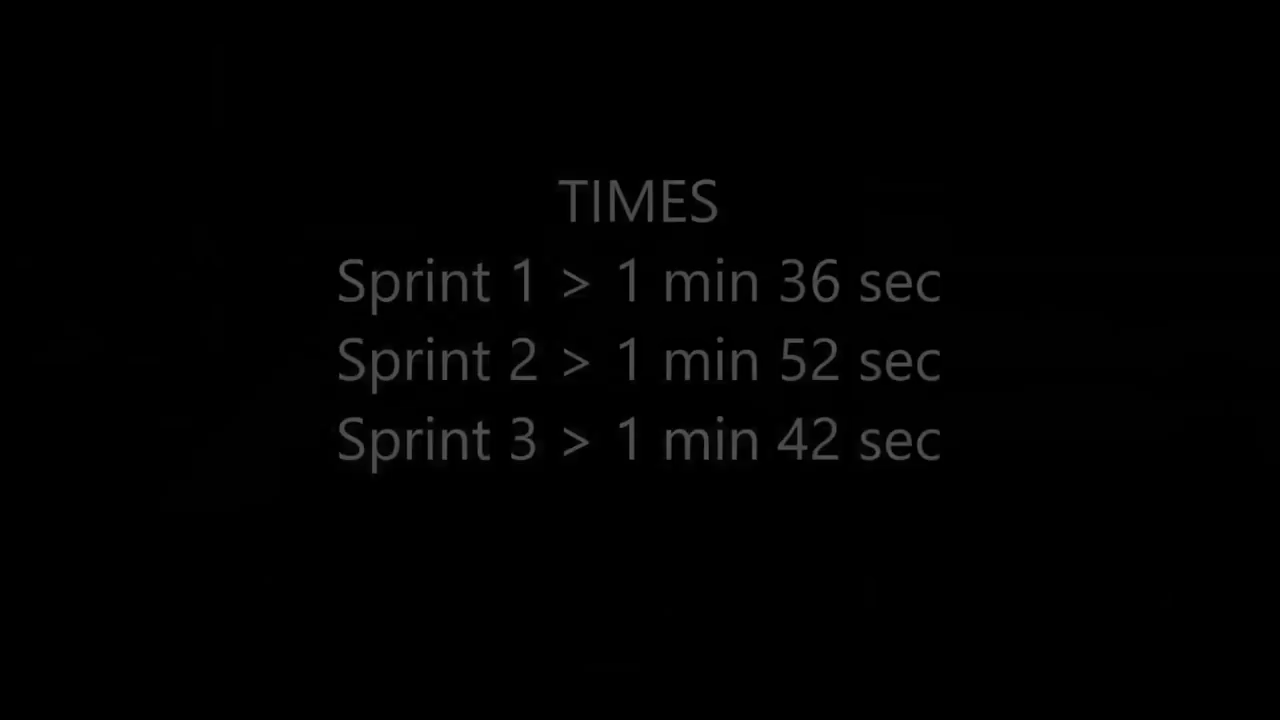 TIMES
Sprint 1 > 1 min 36 sec
Sprint 2 > 1 min 52 sec
Sprint 3 > 1 min 42 sec